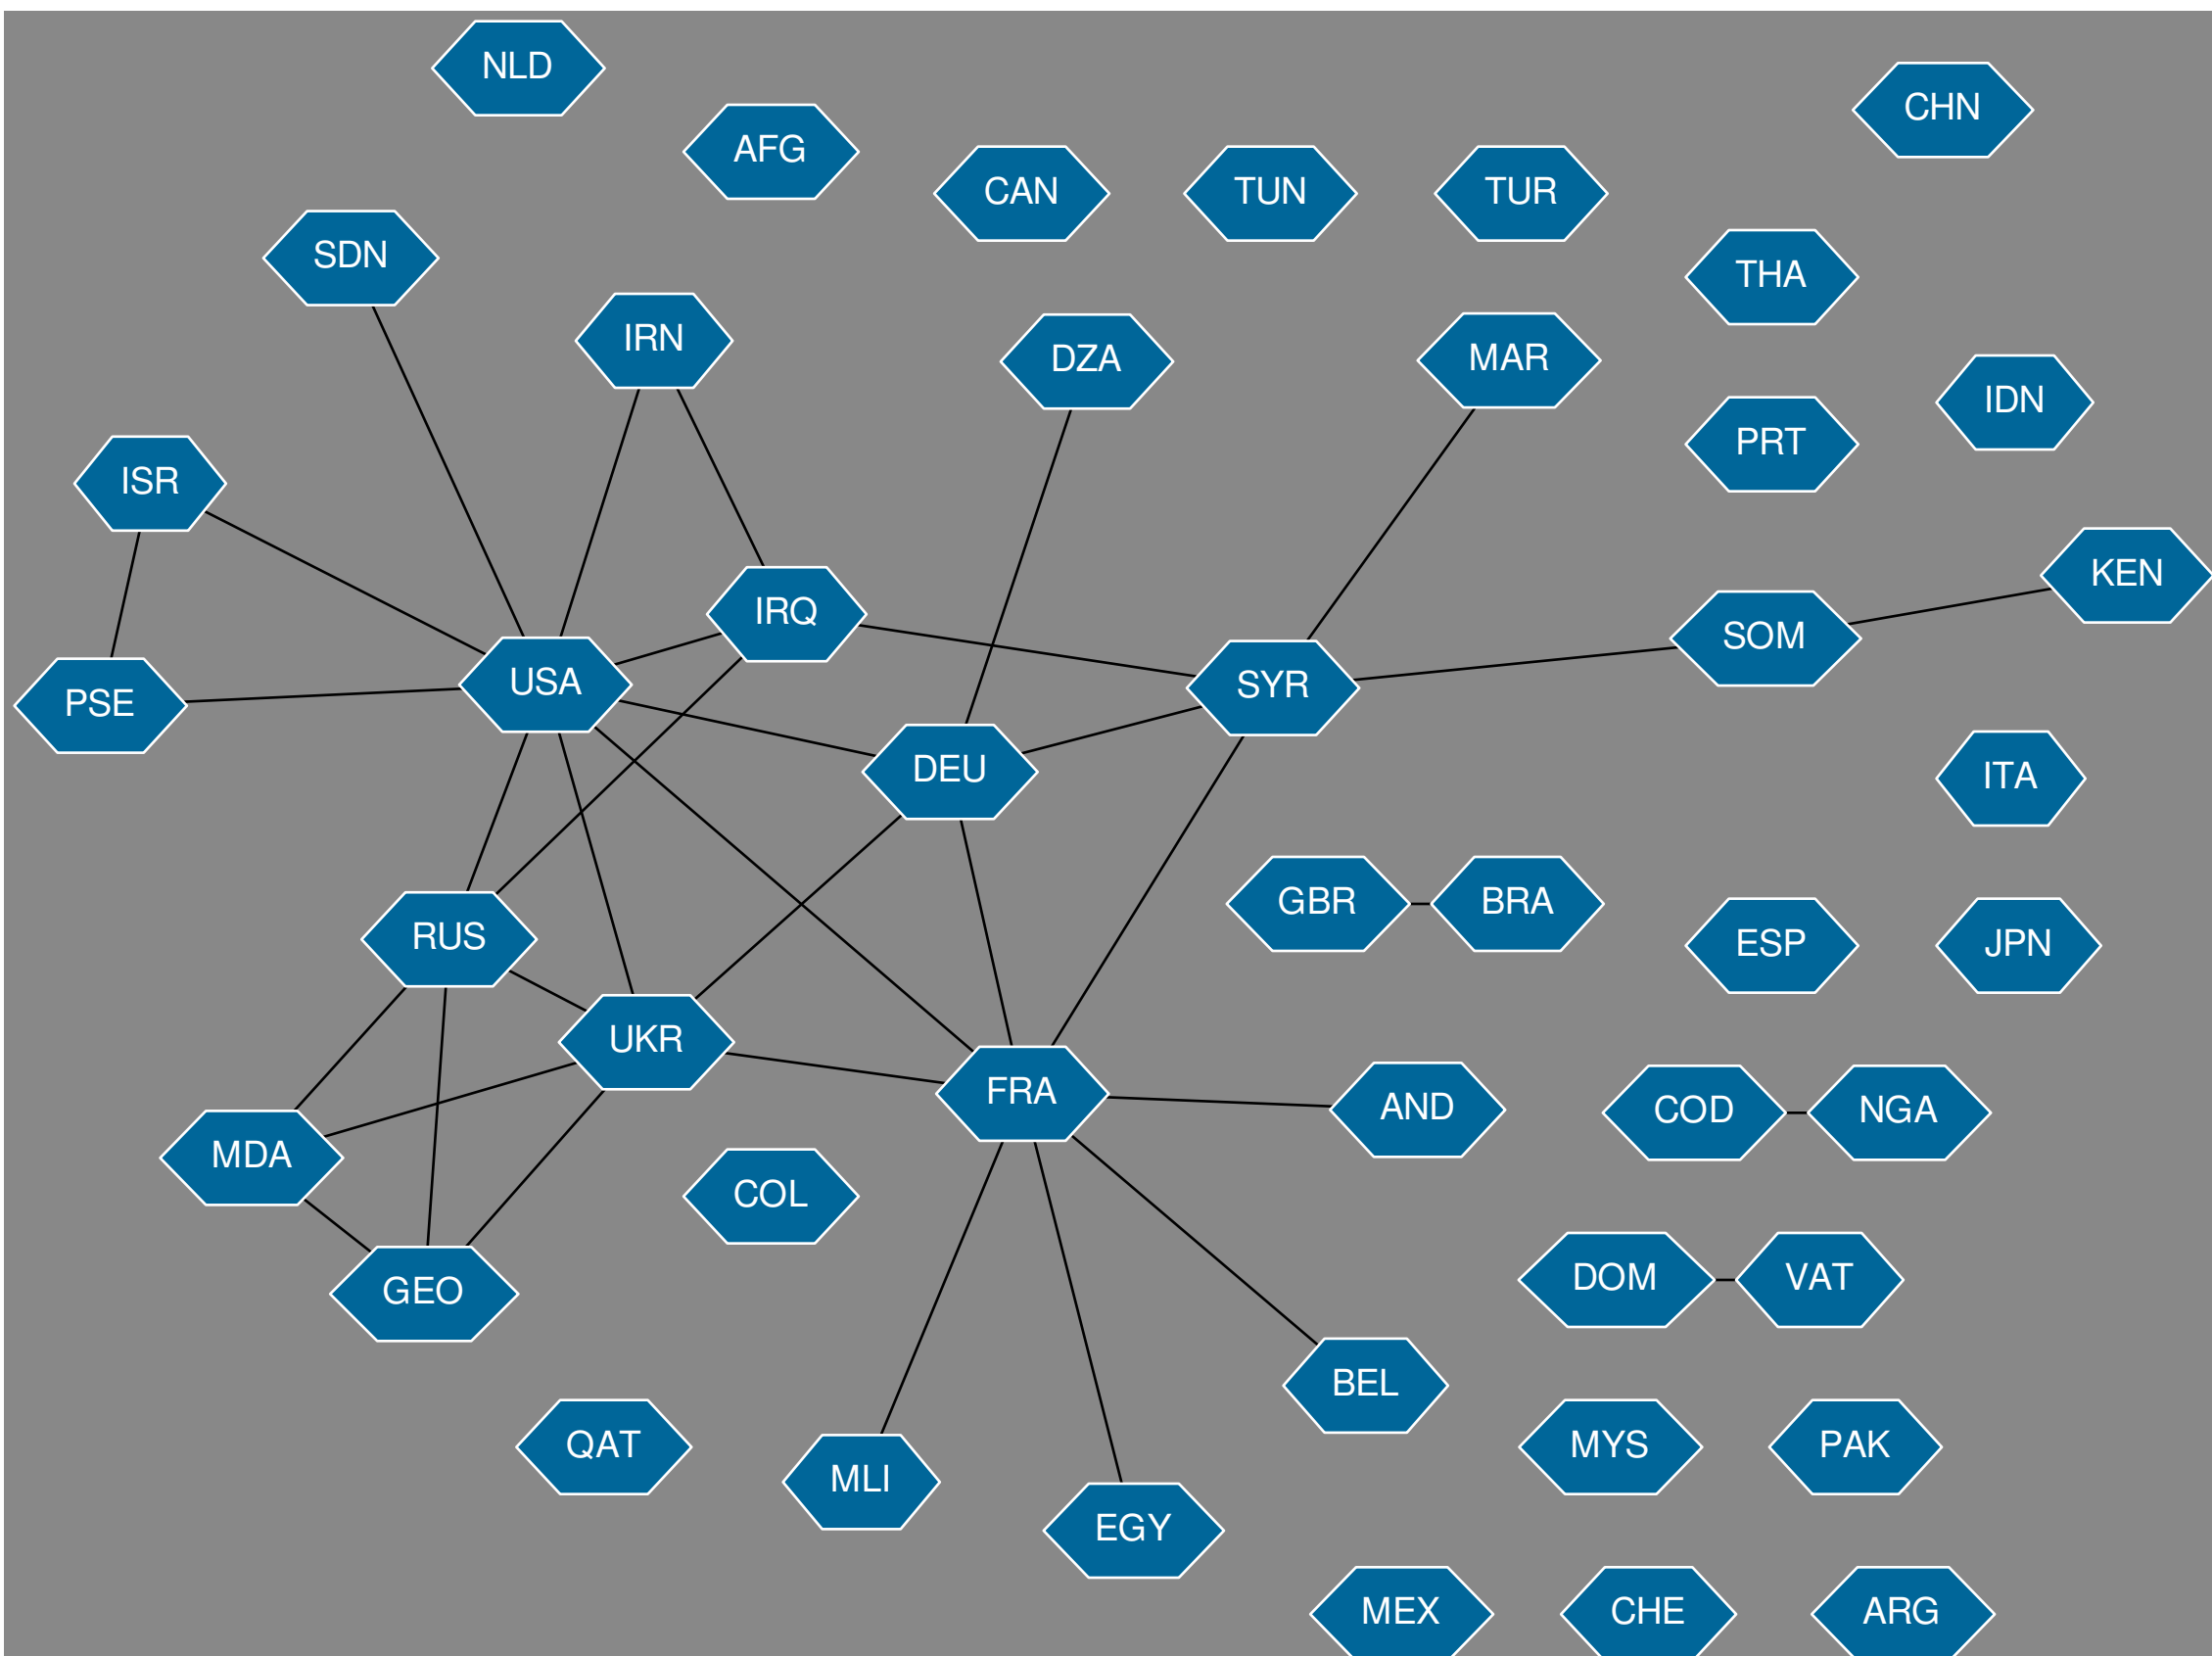 NLD
CHN
AFG
CAN
TUN
TUR
SDN
THA
IRN
DZA
MAR
IDN
PRT
ISR
KEN
IRQ
SOM
USA
SYR
PSE
DEU
ITA
GBR
BRA
RUS
ESP
JPN
UKR
FRA
AND
COD
NGA
MDA
COL
GEO
DOM
VAT
BEL
QAT
MLI
MYS
PAK
EGY
MEX
CHE
ARG